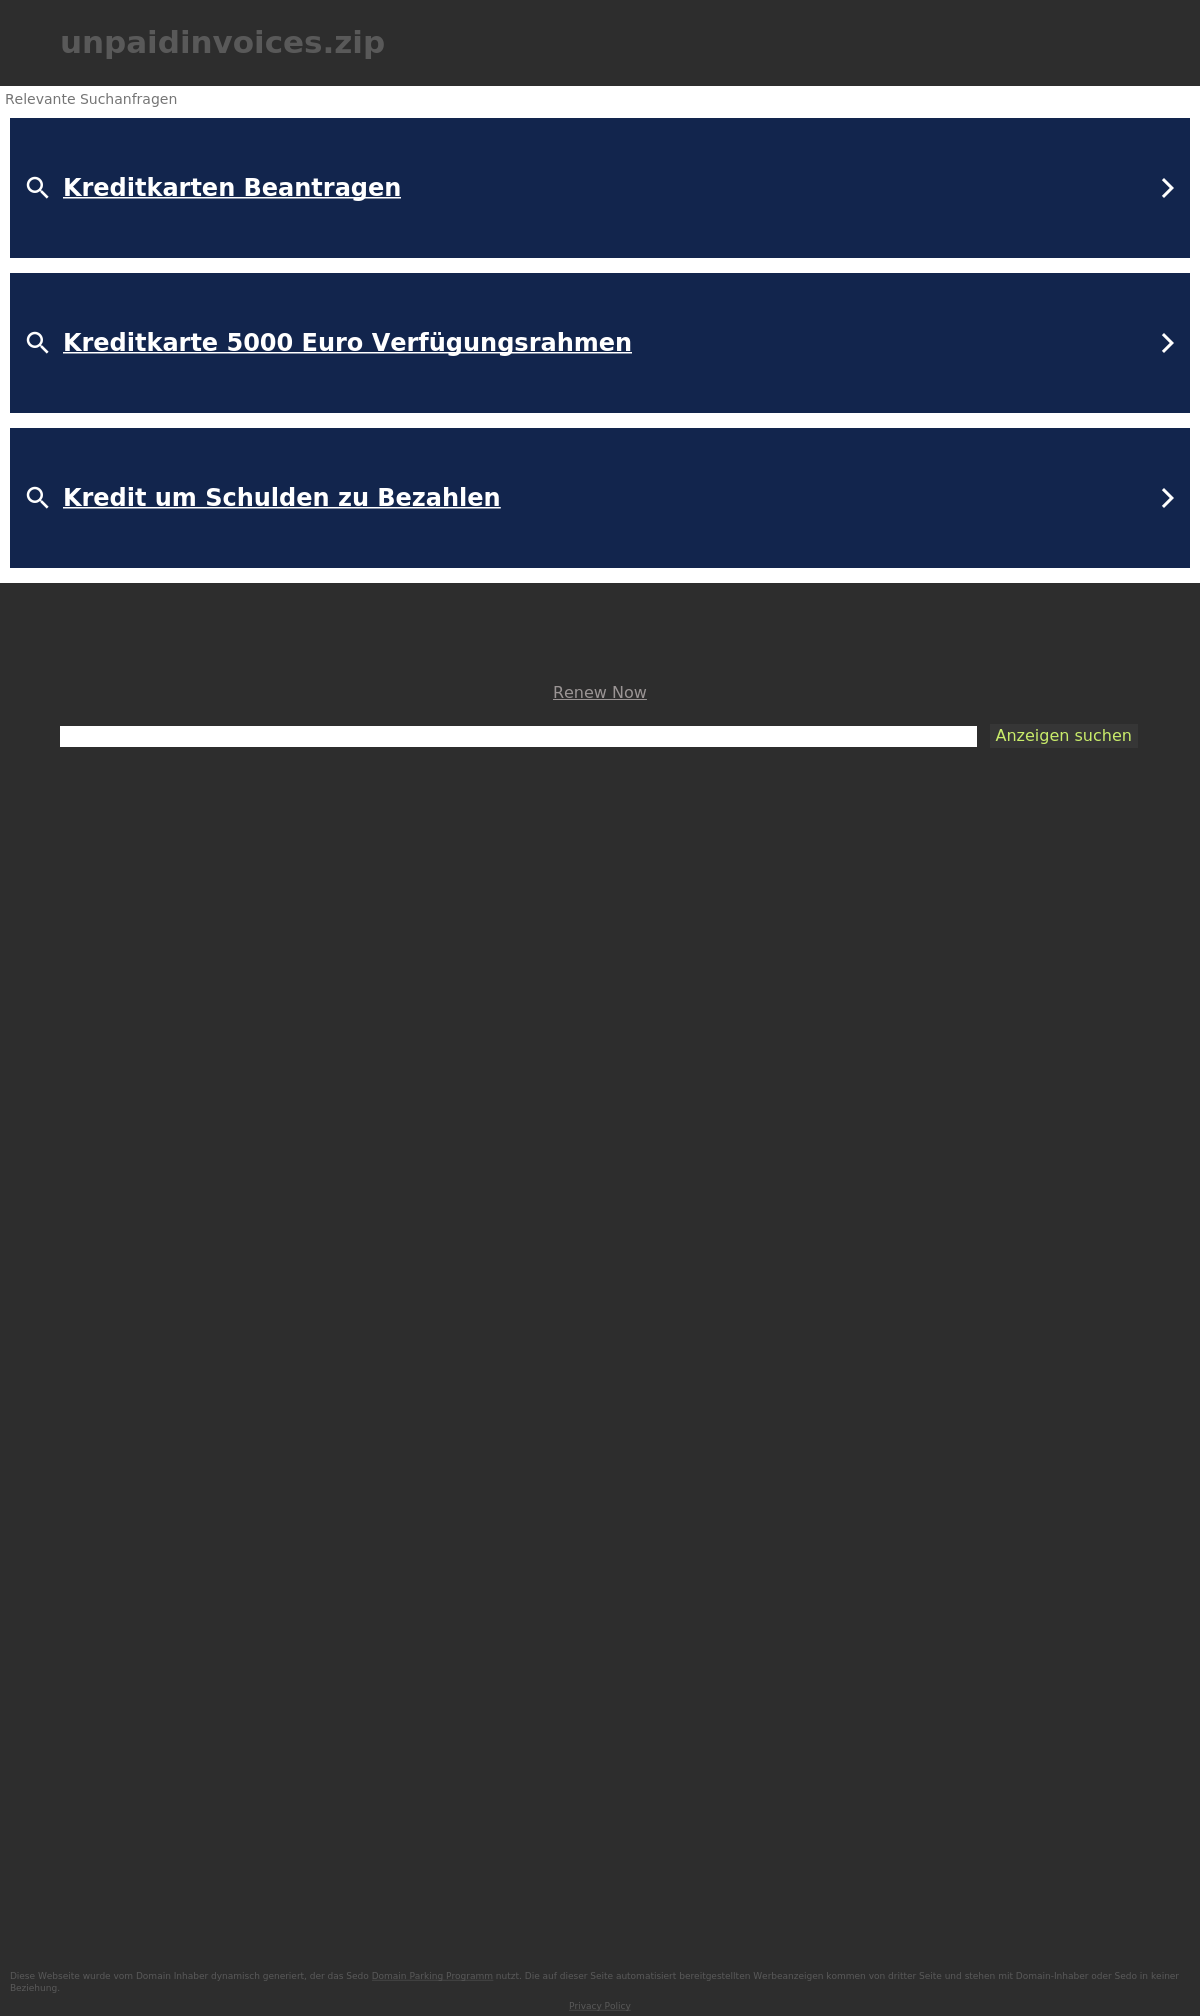 unpaidinvoices.zip
Relevante Suchanfragen
Kreditkarten Beantragen
Kreditkarte 5000 Euro Verfügungsrahmen
Kredit um Schulden zu Bezahlen
Renew Now
Anzeigen suchen
Diese Webseite wurde vom Domain Inhaber dynamisch generiert, der das Sedo Domain Parking Programm nutzt. Die auf dieser Seite automatisiert bereitgestellten Werbeanzeigen kommen von dritter Seite und stehen mit Domain-Inhaber oder Sedo in keiner
Beziehung.
Privacy Policy